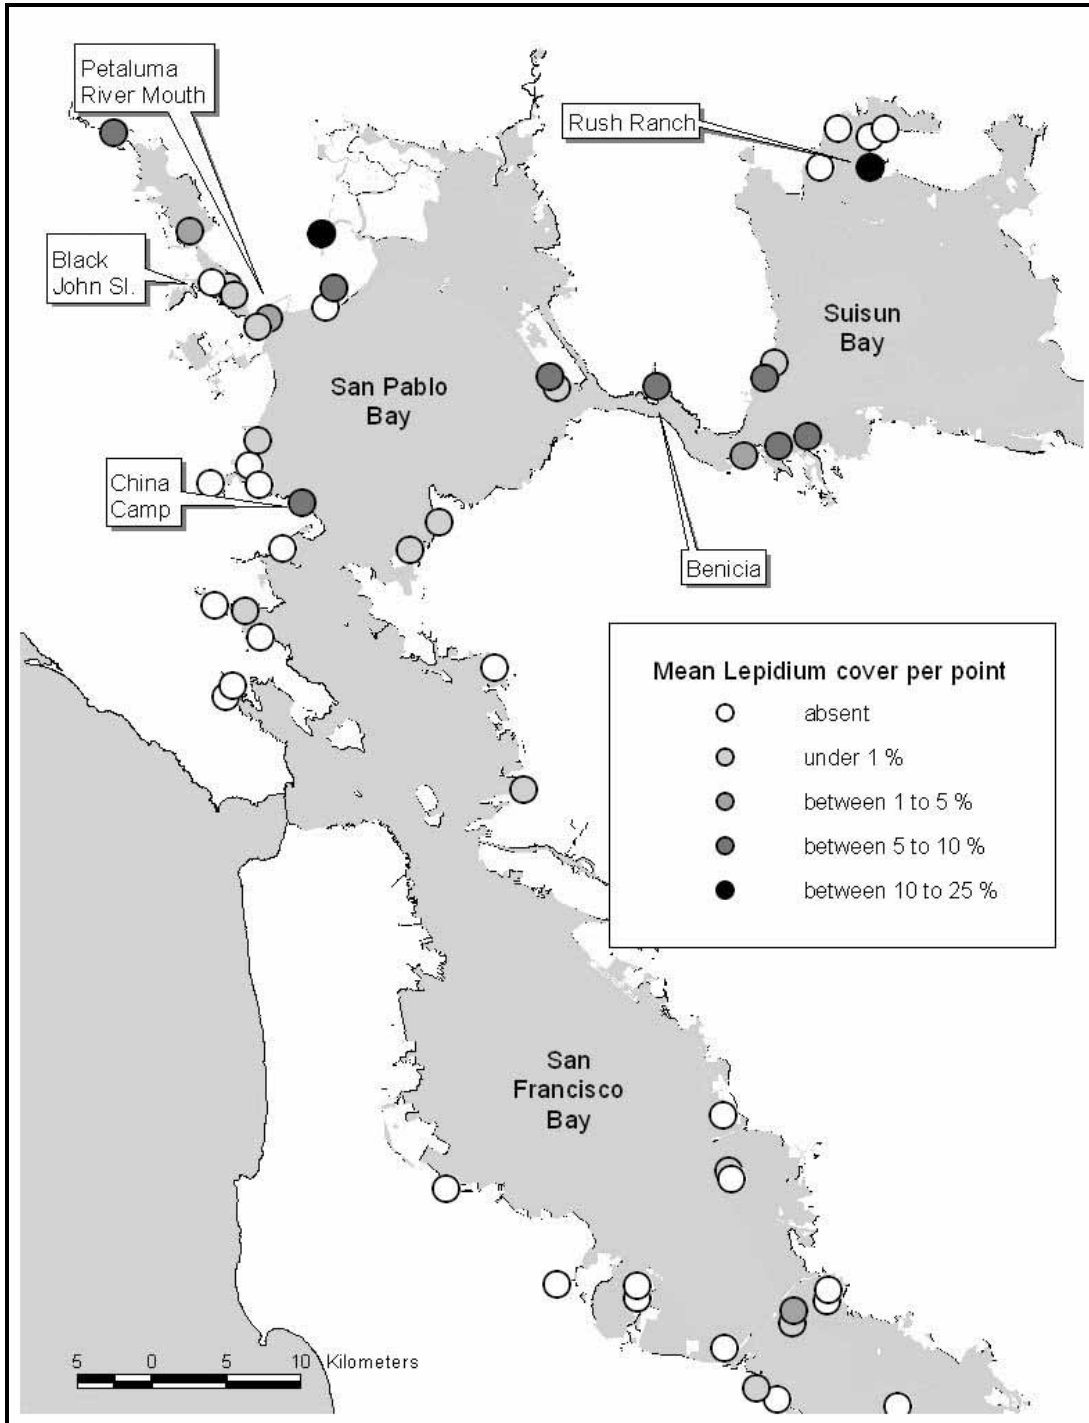 Petaluma
River Mouth
Rush Ranch
Black
John Sl.
Suisun
Bay
San Pablo
Bay
China
Camp
Benicia
Mean Lepidium cover per point
absent
under 1 %
between 1 to 5 %
between 5 to 10 %
between 10 to 25 %
San
Francisco
Bay
5 0 5 10 Kilometers